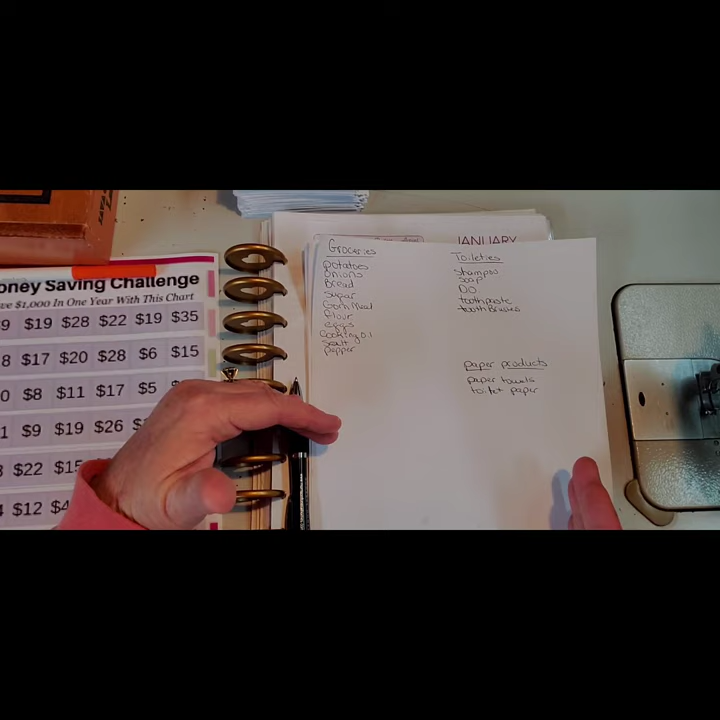 oney Saving Challenge
ve $1,000 In One Year With This Chart
9 $19 $28 $22 $19 $35
8 $17 $20 $28 $6 $15
0 $8 $11 $17 $5
1 $9 $19 $26
$22 $15
$12 $4
JANUARY
Groceries
potatoes
onions
Bread
sugar
Corn Meal
flour
eggs
Cooking oil
salt
pepper
Toileties
Shampoo
Soap
DO
toothpaste
toothBrushes
paper products
paper towels
toilet paper